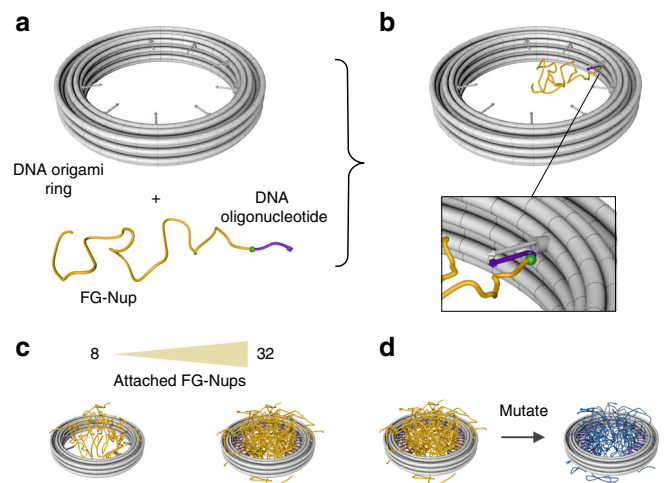 a
b
DNA origami
ring
+
DNA
oligonucleotide
FG-Nup
c
8
32
Attached FG-Nups
d
Mutate